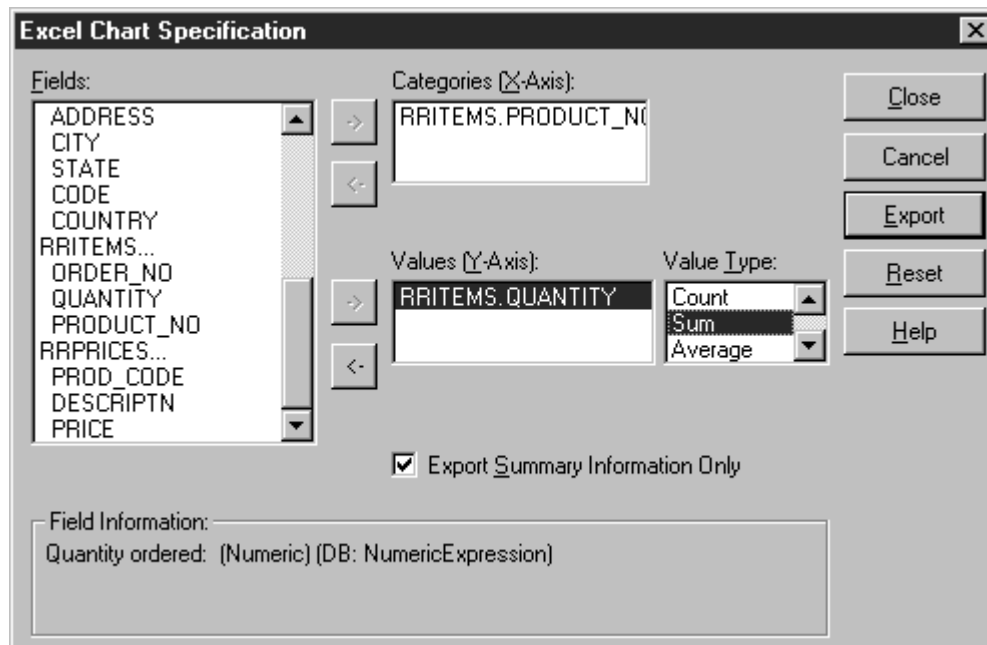 Excel Chart Specification
Fields:
ADDRESS
CITY
STATE
CODE
COUNTRY
RRITEMS...
ORDER_NO
QUANTITY
PRODUCT_NO
RRPRICES...
PROD_CODE
DESCRIPTN
PRICE
->
<-
Categories (X-Axis):
RRITEMS.PRODUCT_NO
->
<-
Values (Y-Axis):
RRITEMS.QUANTITY
Value Type:
Count
Sum
Average
Export Summary Information Only
Close
Cancel
Export
Reset
Help
Field Information:
Quantity ordered: (Numeric) (DB: NumericExpression)